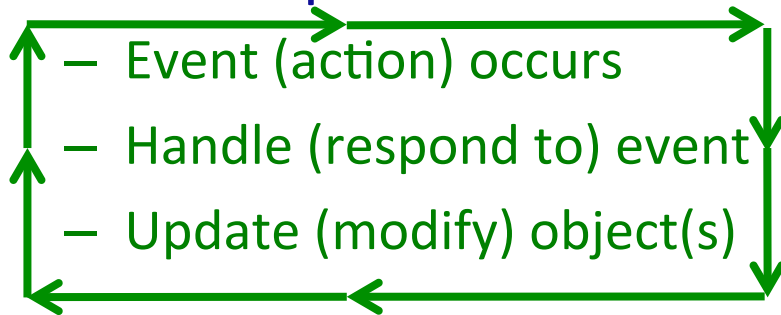 – Event (action) occurs
– Handle (respond to) event
– Update (modify) object(s)